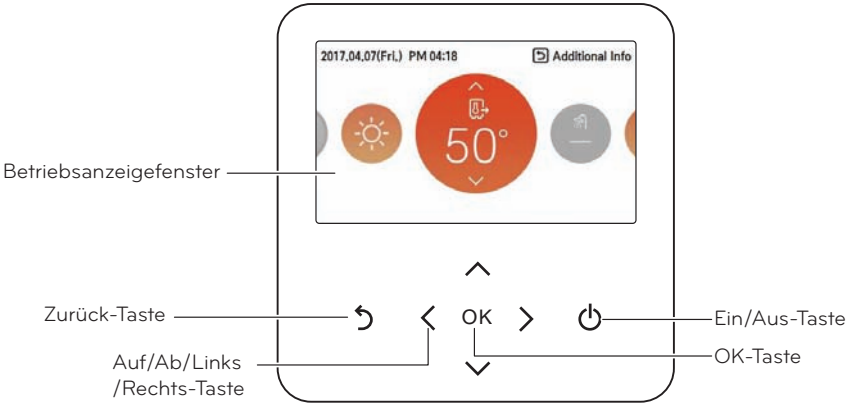 2017.04.07(Fri.) PM 04:18 Additional Info
50°
Betriebsanzeigefenster
Zurück-Taste
OK
Ein/Aus-Taste
Auf/Ab/Links
/Rechts-Taste
OK-Taste